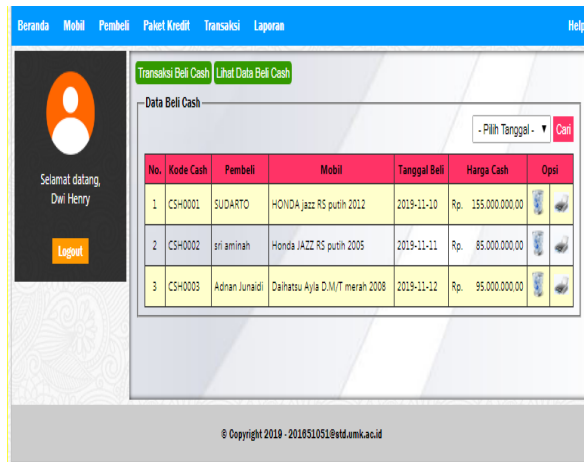 Beranda Mobil Pembeli Paket Kredit Transaksi Laporan Help
Selamat datang,
Dwi Henry
Logout
Transaksi Beli Cash Lihat Data Beli Cash
Data Beli Cash
- Pilih Tanggal - Cari
No. Kode Cash Pembeli Mobil Tanggal Beli Harga Cash Opsi
1 CSH0001 SUDARTO HONDA jazz RS putih 2012 2019-11-10 Rp. 155.000.000,00
2 CSH0002 sri aminah Honda JAZZ RS putih 2005 2019-11-11 Rp. 85.000.000,00
3 CSH0003 Adnan Junaidi Daihatsu Ayla D.M/T merah 2008 2019-11-12 Rp. 95.000.000,00
© Copyright 2019 - 201651051@std.umk.ac.id